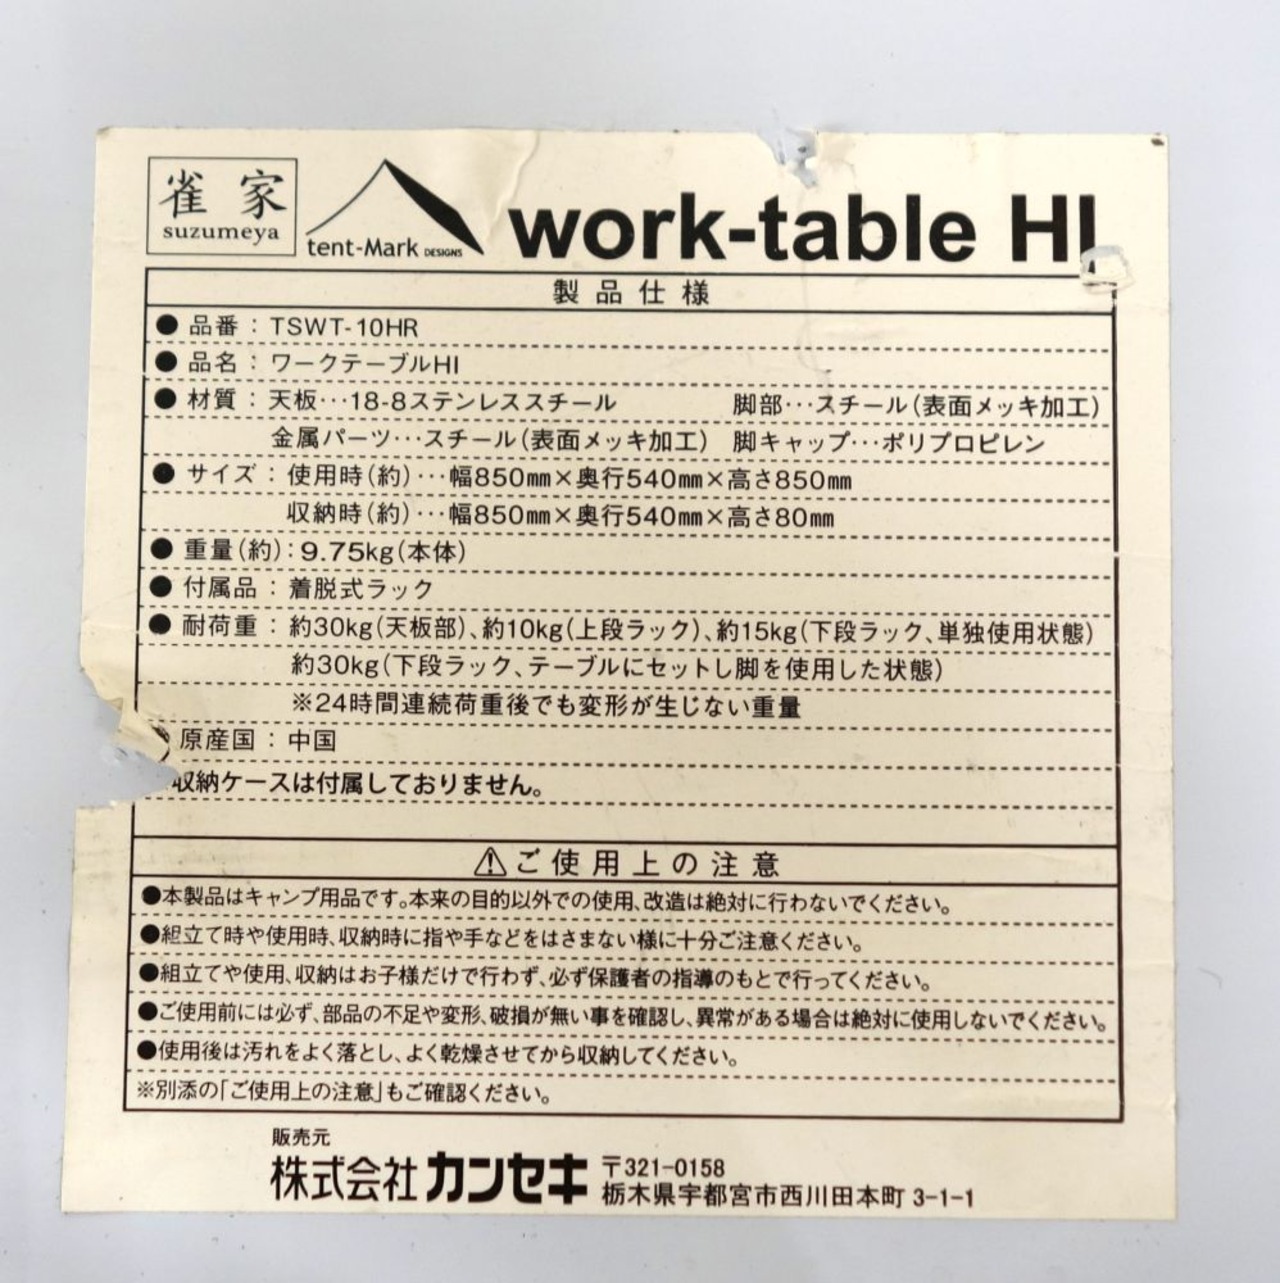 雀家
suzumeya
tent-Mark DESIGNS
work-table HI
製品仕様
● 品番：TSWT-10HR
● 品名：ワークテーブルHI
● 材質：天板…18-8ステンレススチール　脚部…スチール(表面メッキ加工)
金属パーツ…スチール(表面メッキ加工)　脚キャップ…ポリプロピレン
● サイズ：使用時(約)…幅850㎜×奥行540㎜×高さ850㎜
収納時(約)…幅850㎜×奥行540㎜×高さ80㎜
● 重量(約)：9.75kg(本体)
● 付属品：着脱式ラック
● 耐荷重：約30kg(天板部)、約10kg(上段ラック)、約15kg(下段ラック、単独使用状態)
約30kg(下段ラック、テーブルにセットし脚を使用した状態)
※24時間連続荷重後でも変形が生じない重量
● 原産国：中国
収納ケースは付属しておりません。
⚠ご使用上の注意
●本製品はキャンプ用品です。本来の目的以外での使用、改造は絶対に行わないでください。
●組立て時や使用時、収納時に指や手などをはさまない様に十分ご注意ください。
●組立てや使用、収納はお子様だけで行わず、必ず保護者の指導のもとで行ってください。
●ご使用前には必ず、部品の不足や変形、破損が無い事を確認し、異常がある場合は絶対に使用しないでください。
●使用後は汚れをよく落とし、よく乾燥させてから収納してください。
※別添の「ご使用上の注意」もご確認ください。
販売元
株式会社カンセキ 〒321-0158
栃木県宇都宮市西川田本町 3-1-1